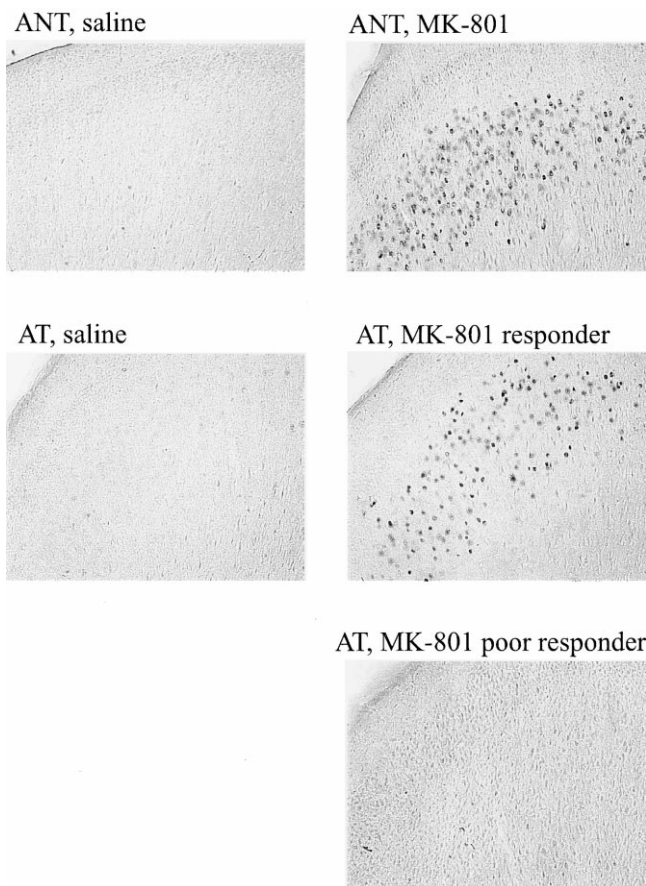 ANT, saline
ANT, MK-801
AT, saline
AT, MK-801 responder
AT, MK-801 poor responder